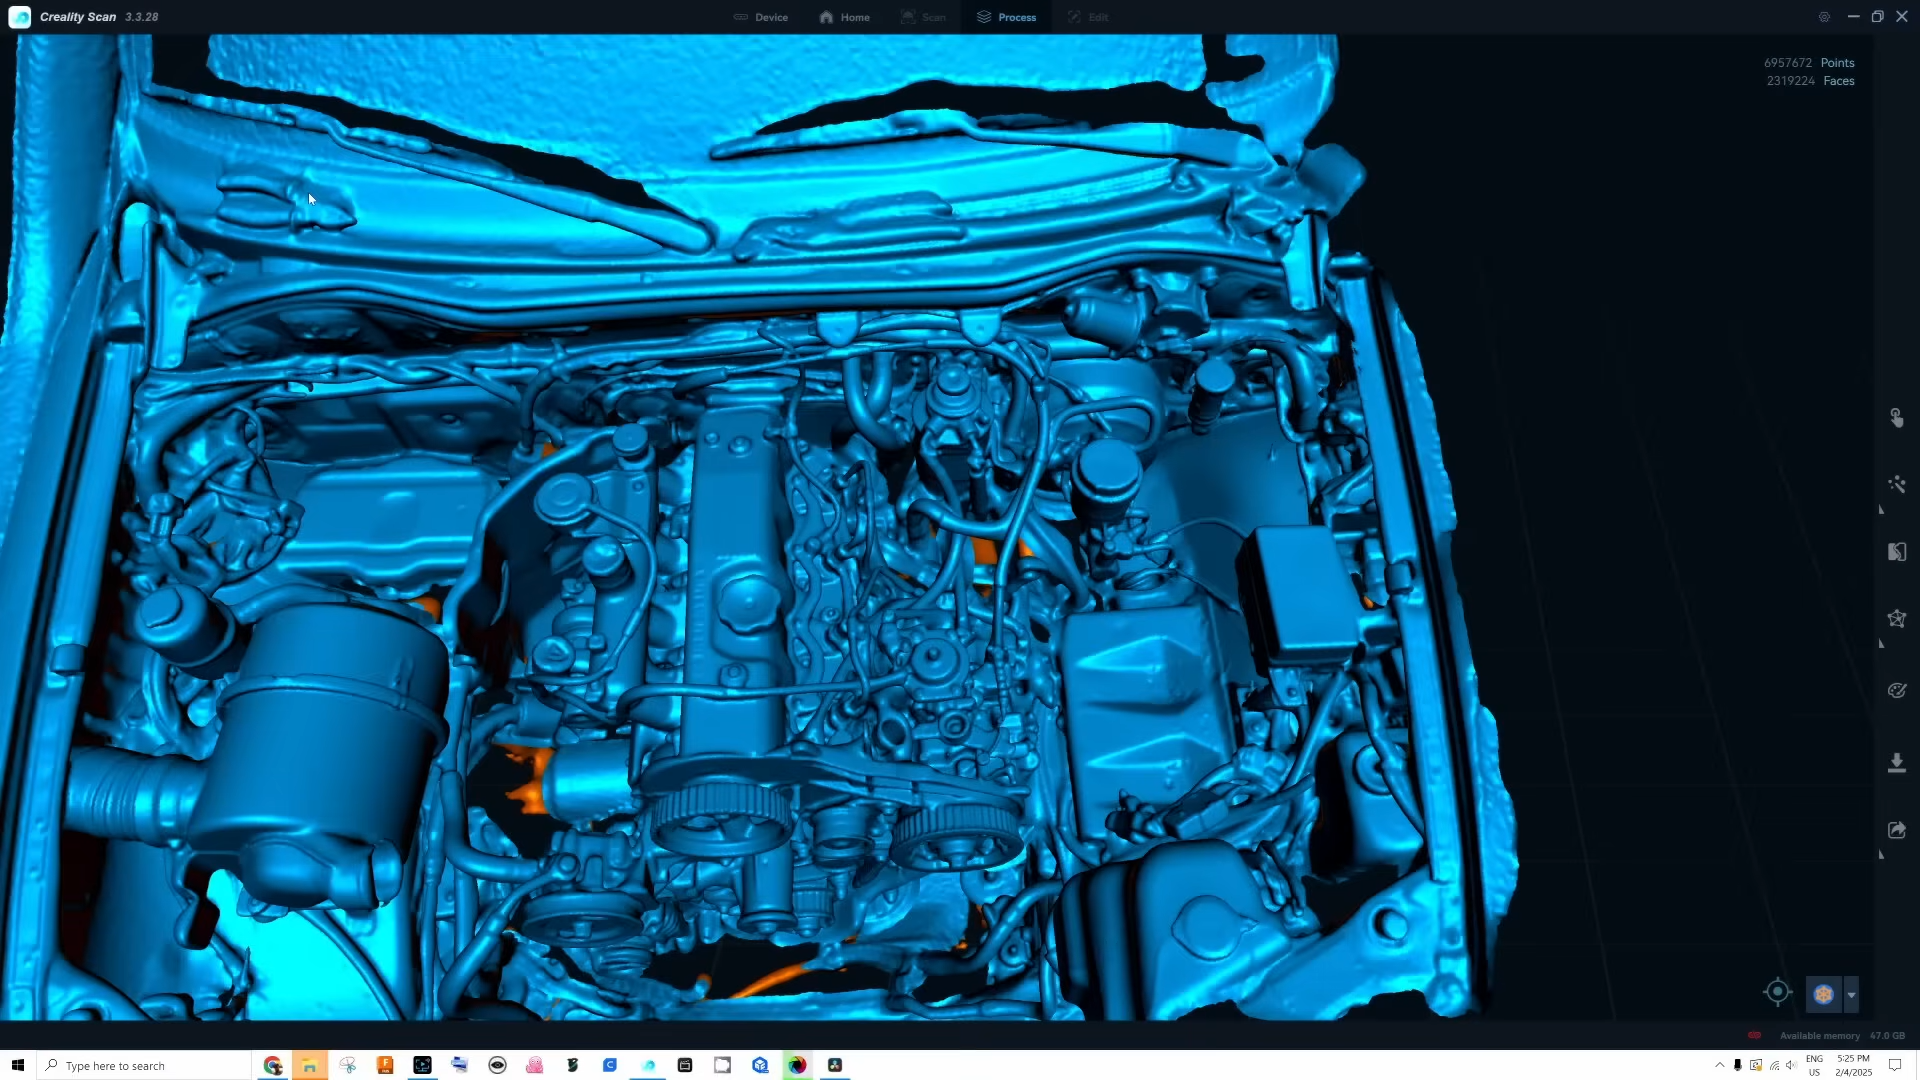 Creality Scan 3.3.28
Device
Home
Scan
Process
Edit
6957672 Points
2319224 Faces
Available memory 47.0 GB
Type here to search
ENG
US
5:25 PM
2/4/2025